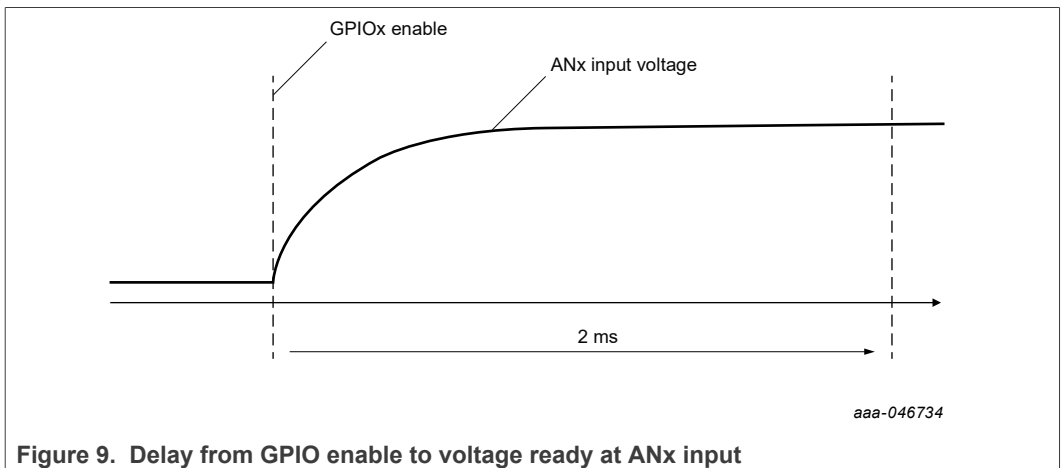 GPIOx enable
ANx input voltage
2 ms
aaa-046734
Figure 9. Delay from GPIO enable to voltage ready at ANx input